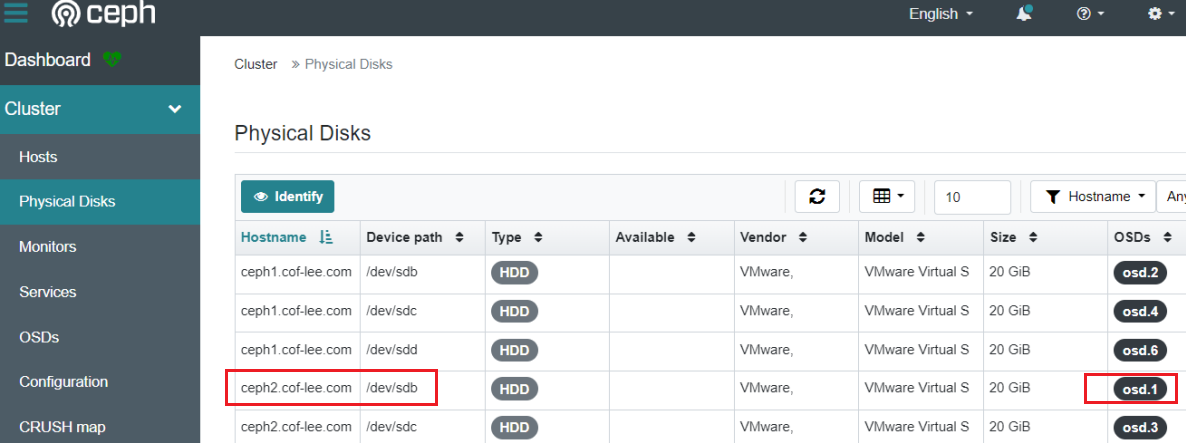 ceph English
Dashboard
Cluster » Physical Disks
Cluster
Physical Disks
Hosts
Physical Disks
Monitors
Services
OSDs
Configuration
CRUSH map
Identify 10 Hostname Any
Hostname Device path Type Available Vendor Model Size OSDs
ceph1.cof-lee.com /dev/sdb HDD VMware, VMware Virtual S 20 GiB osd.2
ceph1.cof-lee.com /dev/sdc HDD VMware, VMware Virtual S 20 GiB osd.4
ceph1.cof-lee.com /dev/sdd HDD VMware, VMware Virtual S 20 GiB osd.6
ceph2.cof-lee.com /dev/sdb HDD VMware, VMware Virtual S 20 GiB osd.1
ceph2.cof-lee.com /dev/sdc HDD VMware, VMware Virtual S 20 GiB osd.3